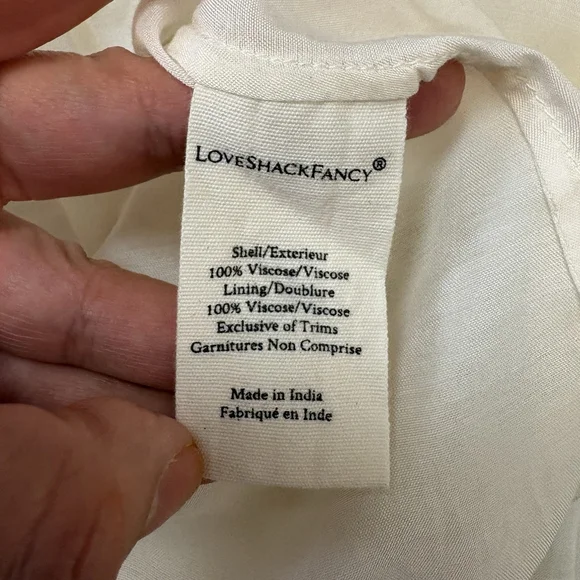 LOVESHACKFANCY®
Shell/Exterieur
100% Viscose/Viscose
Lining/Doublure
100% Viscose/Viscose
Exclusive of Trims
Garnitures Non Comprise
Made in India
Fabriqué en Inde